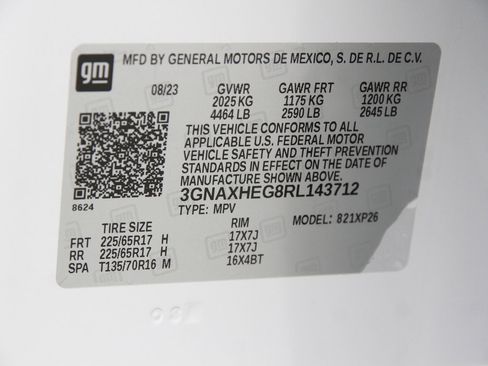 gm MFD BY GENERAL MOTORS DE MEXICO, S. DE R.L. DE C.V.
08/23 GVWR GAWR FRT GAWR RR
2025 KG 1175 KG 1200 KG
4464 LB 2590 LB 2645 LB
THIS VEHICLE CONFORMS TO ALL
APPLICABLE U.S. FEDERAL MOTOR
VEHICLE SAFETY AND THEFT PREVENTION
STANDARDS IN EFFECT ON THE DATE OF
MANUFACTURE SHOWN ABOVE.
3GNAXHEG8RL143712
8624 TYPE: MPV MODEL: 821XP26
TIRE SIZE RIM
FRT 225/65R17 H 17X7J
RR 225/65R17 H 17X7J
SPA T135/70R16 M 16X4BT